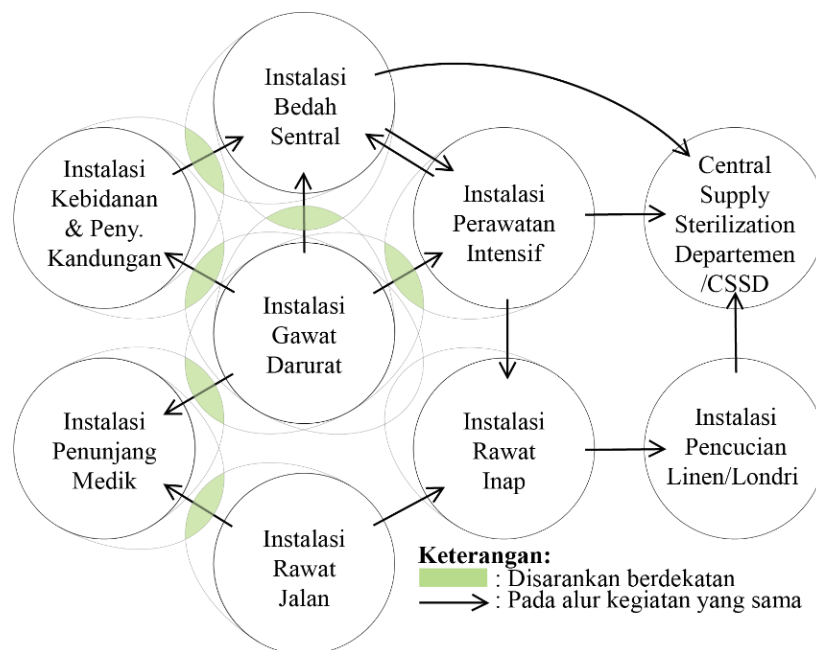 Instalasi
Bedah
Sentral
Instalasi
Kebidanan
& Peny.
Kandungan
Instalasi
Perawatan
Intensif
Central
Supply
Sterilization
Departemen
/CSSD
Instalasi
Gawat
Darurat
Instalasi
Penunjang
Medik
Instalasi
Rawat
Inap
Instalasi
Pencucian
Linen/Londri
Instalasi
Rawat
Jalan
Keterangan:
: Disarankan berdekatan
: Pada alur kegiatan yang sama